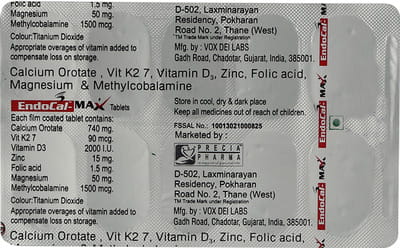 Folic acid 1.5 mg.
Magnesium 50 mg.
Methylcobalamine 1500 mcg.
Colour:Titanium Dioxide
Appropriate overages of vitamin added to
compensate loss on storage.
D-502, Laxminarayan
Residency, Pokharan
Road No. 2, Thane (West)
TM Trade Mark under Registration
Mfg. by : VOX DEI LABS
Gadh Road, Chadotar, Gujarat, India, 385001.
Calcium Orotate , Vit K2 7, Vitamin D3, Zinc, Folic acid,
Magnesium & Methylcobalamine
EndoCal-MAX Tablets
Each film coated tablet contains:
Calcium Orotate 740 mg.
Vit K2 7 90 mcg.
Vitamin D3 2000 I.U.
Zinc 15 mg.
Folic acid 1.5 mg.
Magnesium 50 mg.
Methylcobalamine 1500 mcg.
Colour:Titanium Dioxide
Appropriate overages of vitamin added to
compensate loss on storage.
Store in cool, dry & dark place
Keep all medicines out of reach of children.
FSSAI No.: 10013021000825
Marketed by :
PRECIA
PHARMA
D-502, Laxminarayan
Residency, Pokharan
Road No. 2, Thane (West)
TM Trade Mark under Registration
Mfg. by : VOX DEI LABS
Gadh Road, Chadotar, Gujarat, India, 385001.
EndoCal-MAX
Calcium Orotate , Vit K2 7, Vitamin D3, Zinc, Folic acid,